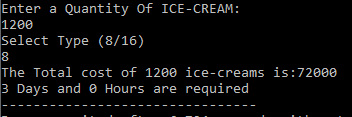 Enter a Quantity Of ICE-CREAM:
1200
Select Type (8/16)
8
The Total cost of 1200 ice-creams is:72000
3 Days and 0 Hours are required
--------------------------------